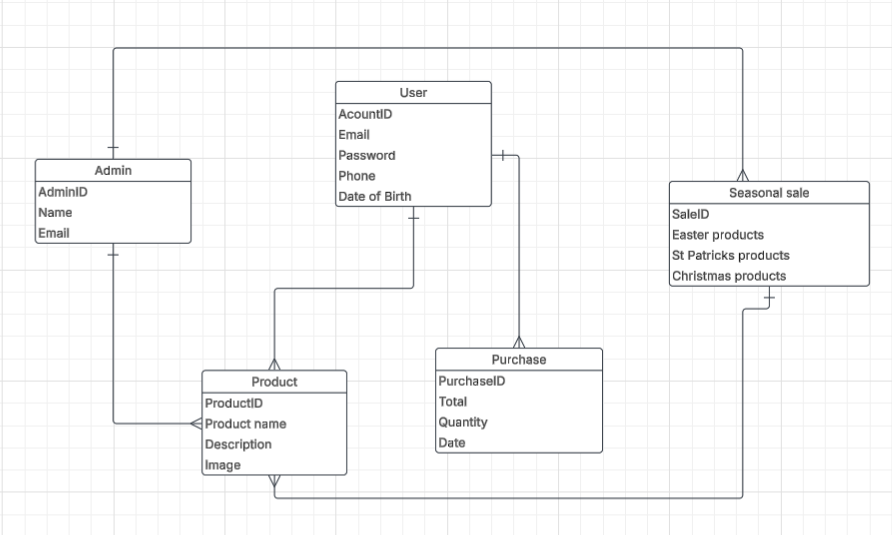 User
AcountID
Email
Password
Phone
Date of Birth
Admin
AdminID
Name
Email
Seasonal sale
SaleID
Easter products
St Patricks products
Christmas products
Product
ProductID
Product name
Description
Image
Purchase
PurchaseID
Total
Quantity
Date